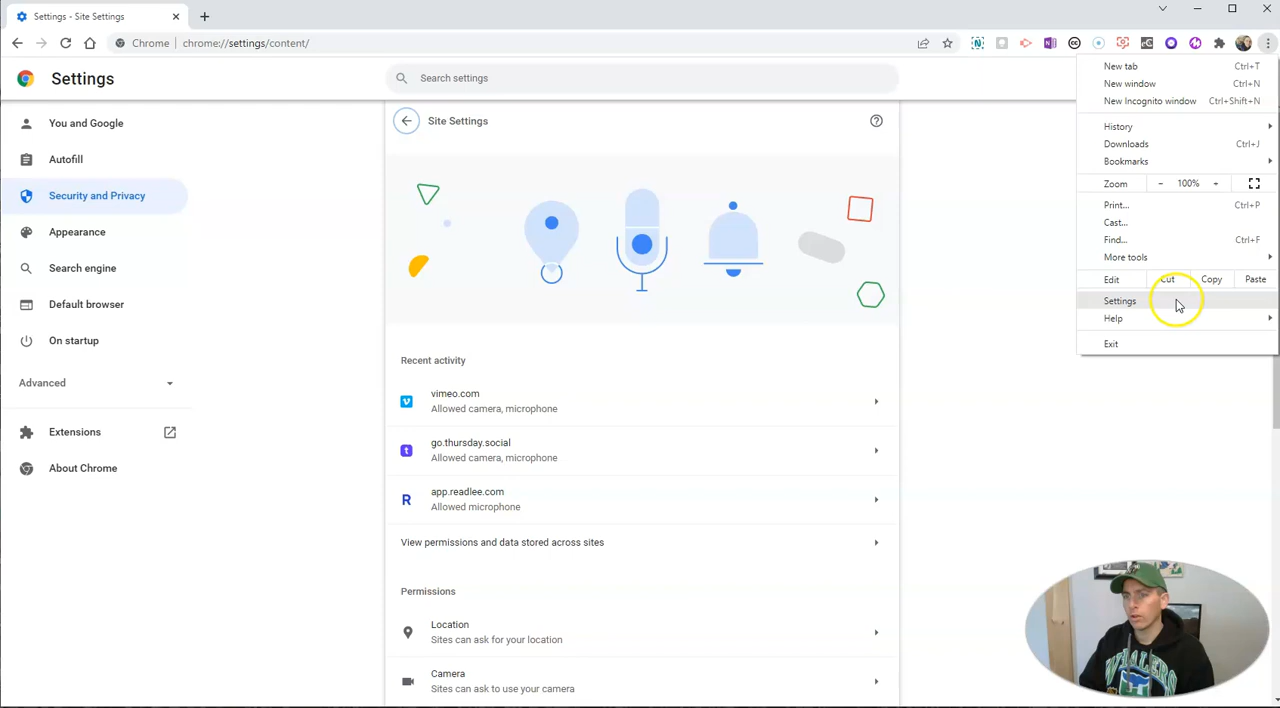 Settings - Site Settings
Chrome chrome://settings/content/
Settings
Search settings
You and Google
Autofill
Security and Privacy
Appearance
Search engine
Default browser
On startup
Advanced
Extensions
About Chrome
Site Settings
Recent activity
vimeo.com
Allowed camera, microphone
go.thursday.social
Allowed camera, microphone
app.readlee.com
Allowed microphone
View permissions and data stored across sites
Permissions
Location
Sites can ask for your location
Camera
Sites can ask to use your camera
New tab Ctrl+T
New window Ctrl+N
New Incognito window Ctrl+Shift+N
History
Downloads Ctrl+J
Bookmarks
Zoom - 100% +
Print... Ctrl+P
Cast...
Find... Ctrl+F
More tools
Edit Cut Copy Paste
Settings
Help
Exit
WHALERS